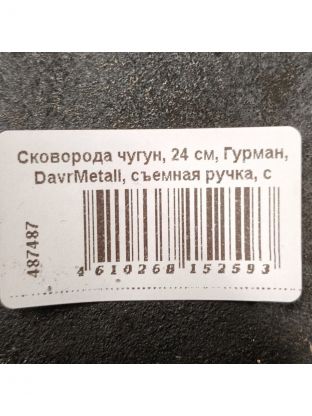 Сковорода чугун, 24 см, Гурман,
DavrMetall, съемная ручка, с
487487
4 610268 152593